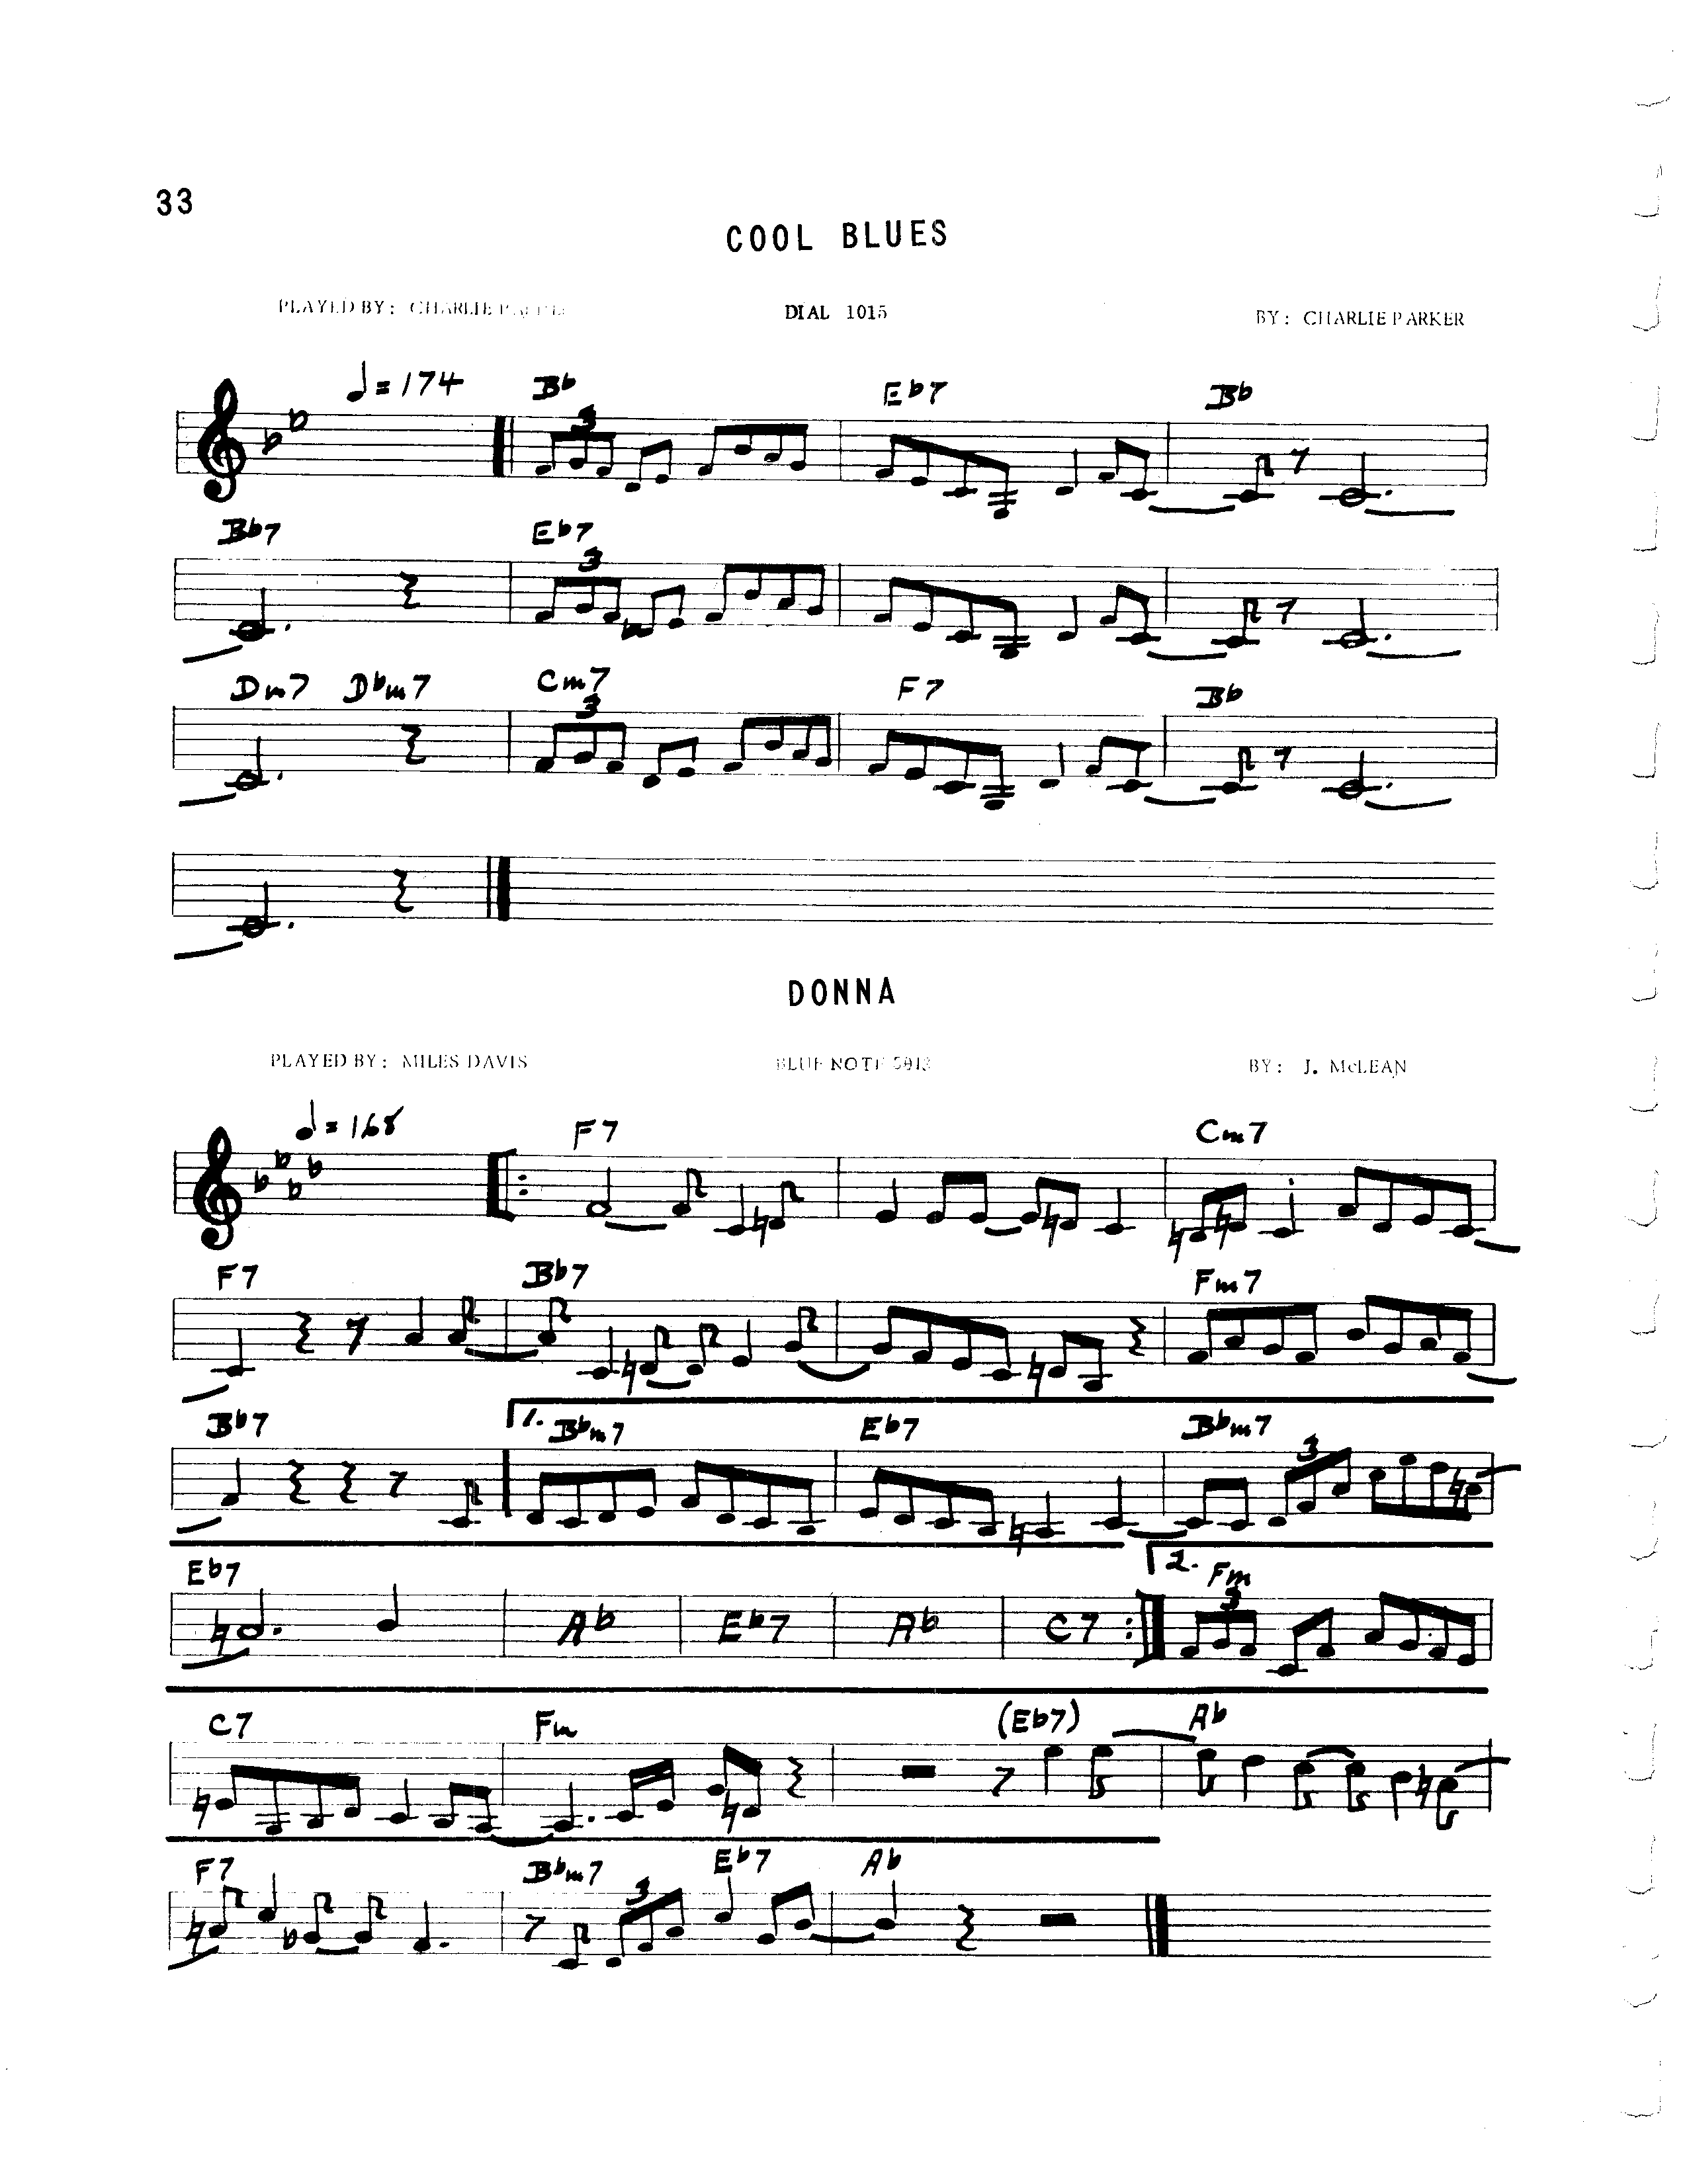 33
COOL BLUES
PLAYED BY: CHARLIE PARKER DIAL 1015 BY: CHARLIE PARKER
♩ = 174 Bb Eb7 Bb
3
Bb7 Eb7
3
Dm7 Dbm7 Cm7 F7 Bb
3
DONNA
PLAYED BY: MILES DAVIS BLUE NOTE BY: J. McLEAN
♩ = 168 F7 Cm7
F7 Bb7 Fm7
Bb7 1. Bbm7 Eb7 Bbm7
3
Eb7 Ab Eb7 Ab C7 2. Fm
3
C7 Fm (Eb7) Ab
F7 Bbm7 Eb7 Ab
3